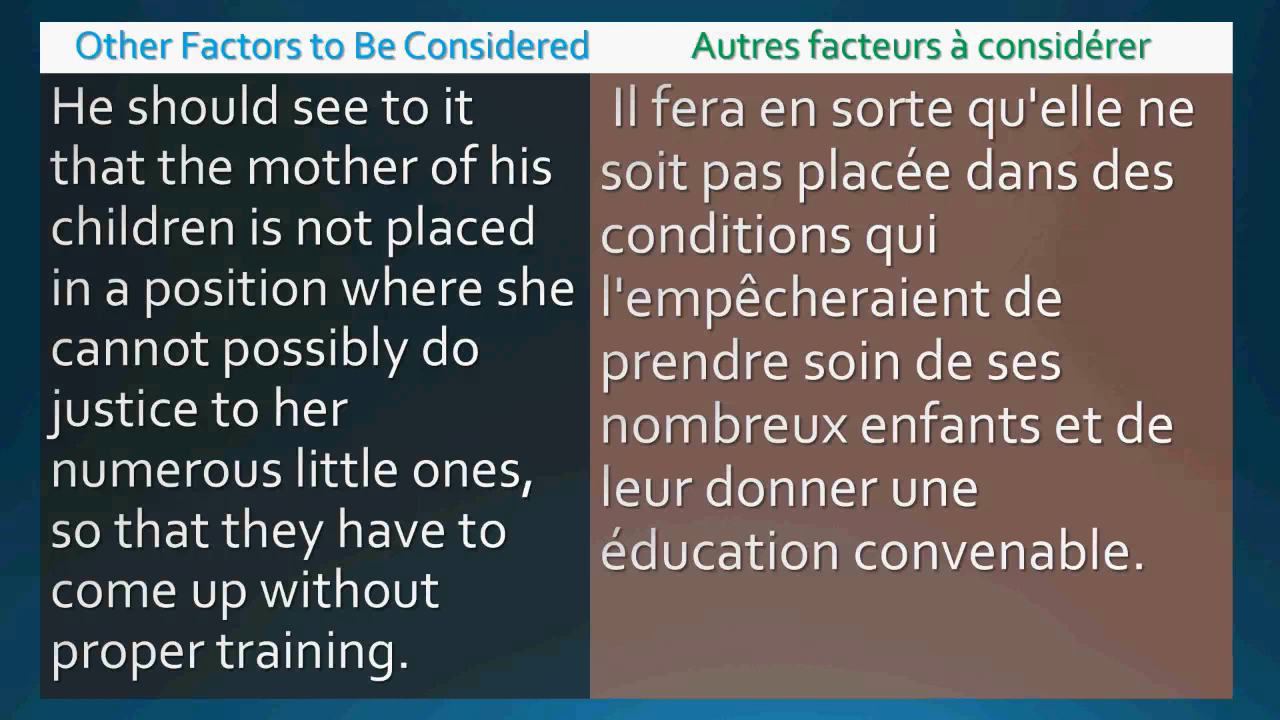 Other Factors to Be Considered
Autres facteurs à considérer
He should see to it
that the mother of his
children is not placed
in a position where she
cannot possibly do
justice to her
numerous little ones,
so that they have to
come up without
proper training.
Il fera en sorte qu'elle ne
soit pas placée dans des
conditions qui
l'empêcheraient de
prendre soin de ses
nombreux enfants et de
leur donner une
éducation convenable.